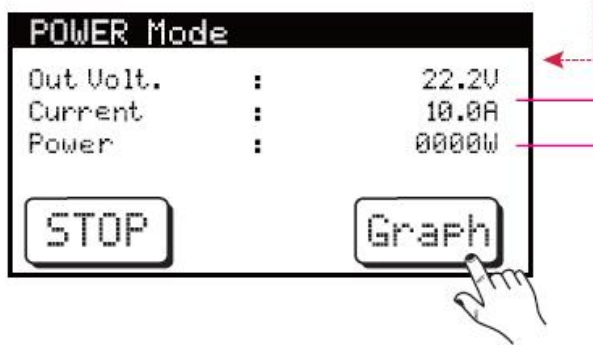 POWER Mode
Out Volt. : 22.2V
Current : 10.0A
Power : 0000W
STOP Graph